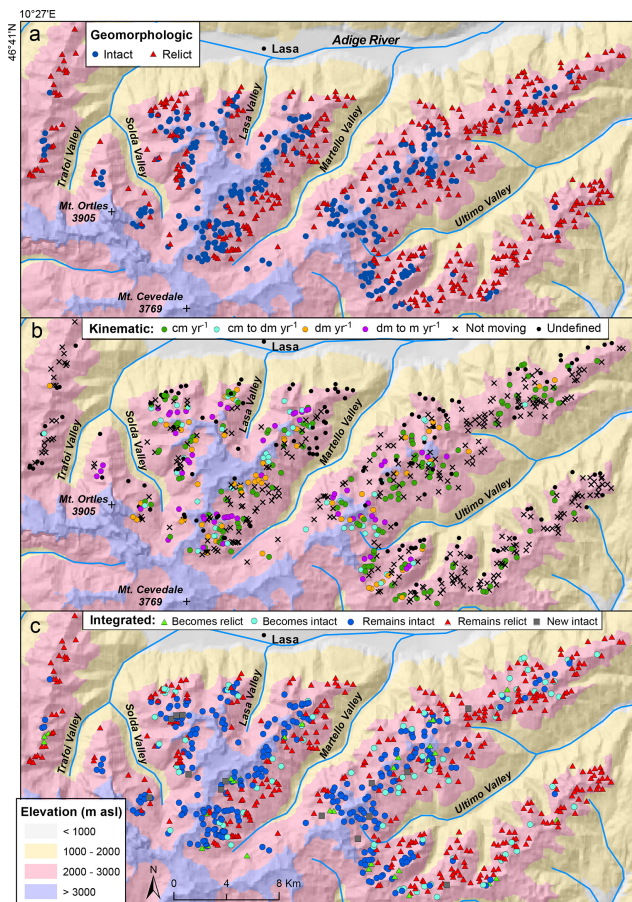 10°27'E
46°41'N
a
Geomorphologic
Intact Relict
Lasa
Adige River
Trafoi Valley
Solda Valley
Lasa Valley
Martello Valley
Ultimo Valley
Mt. Ortles
3905
Mt. Cevedale
3769
b
Kinematic: cm yr⁻¹ cm to dm yr⁻¹ dm yr⁻¹ dm to m yr⁻¹ Not moving Undefined
Lasa
Trafoi Valley
Solda Valley
Lasa Valley
Martello Valley
Ultimo Valley
Mt. Ortles
3905
Mt. Cevedale
3769
c
Integrated: Becomes relict Becomes intact Remains intact Remains relict New intact
Lasa
Trafoi Valley
Solda Valley
Lasa Valley
Martello Valley
Ultimo Valley
Elevation (m asl)
< 1000
1000 - 2000
2000 - 3000
> 3000
N
0 4 8 Km